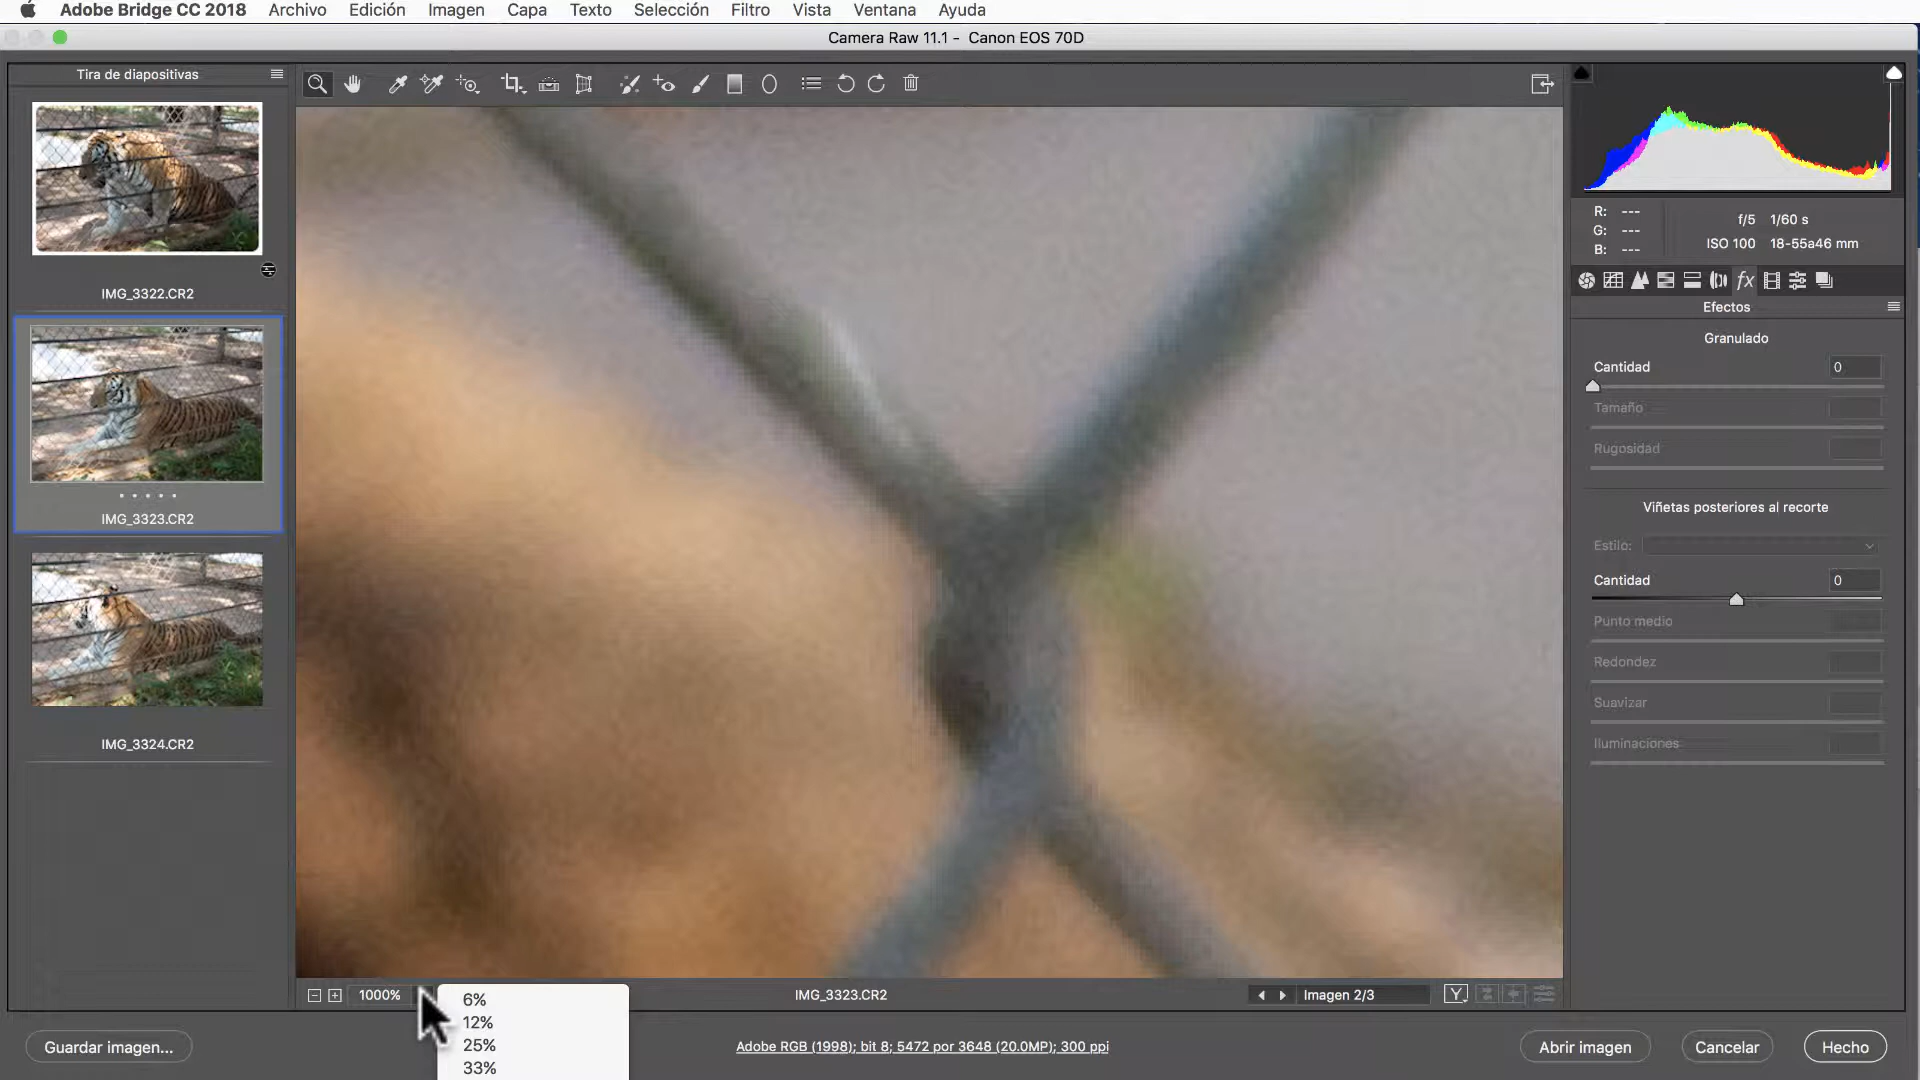 Adobe Bridge CC 2018 Archivo Edición Imagen Capa Texto Selección Filtro Vista Ventana Ayuda
Camera Raw 11.1 - Canon EOS 70D
Tira de diapositivas
IMG_3322.CR2
IMG_3323.CR2
IMG_3324.CR2
R: ---
G: ---
B: ---
f/5 1/60 s
ISO 100 18-55a46 mm
fx
Efectos
Granulado
Cantidad 0
Tamaño
Rugosidad
Viñetas posteriores al recorte
Estilo:
Cantidad 0
Punto medio
Redondez
Suavizar
Iluminaciones
1000%
6%
12%
25%
33%
IMG_3323.CR2
Imagen 2/3
Y
Guardar imagen...
Adobe RGB (1998); bit 8; 5472 por 3648 (20.0MP); 300 ppi
Abrir imagen
Cancelar
Hecho